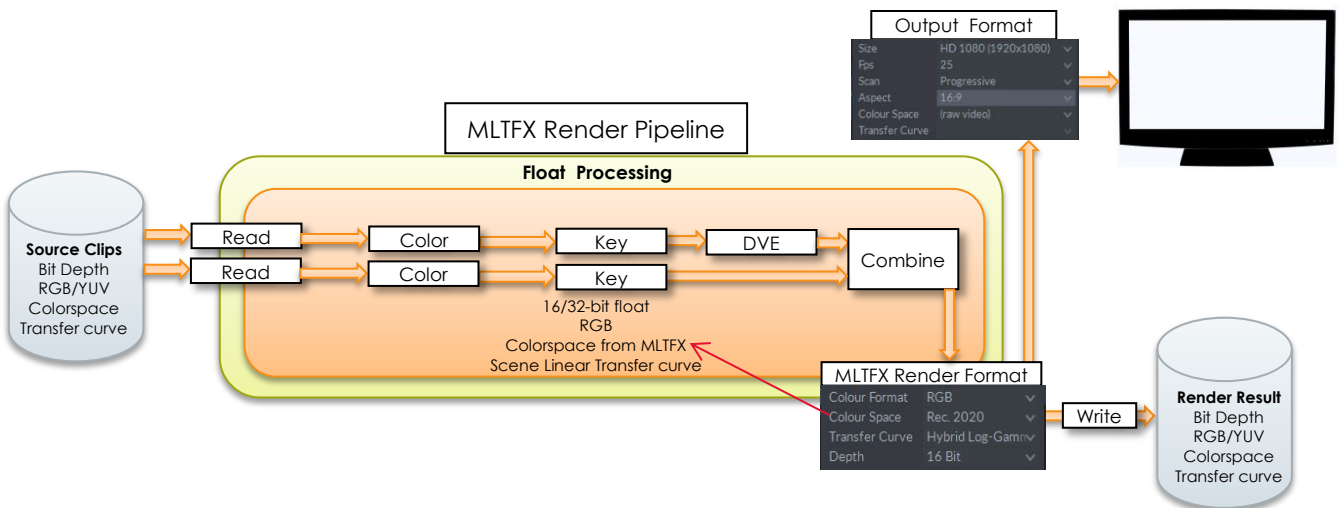 Output Format
Size HD 1080 (1920x1080)
Fps 25
Scan Progressive
Aspect 16:9
Colour Space (raw video)
Transfer Curve
MLTFX Render Pipeline
Float Processing
Source Clips
Bit Depth
RGB/YUV
Colorspace
Transfer curve
Read
Color
Key
DVE
Read
Color
Key
Combine
16/32-bit float
RGB
Colorspace from MLTFX
Scene Linear Transfer curve
MLTFX Render Format
Colour Format RGB
Colour Space Rec. 2020
Transfer Curve Hybrid Log-Gamn
Depth 16 Bit
Write
Render Result
Bit Depth
RGB/YUV
Colorspace
Transfer curve